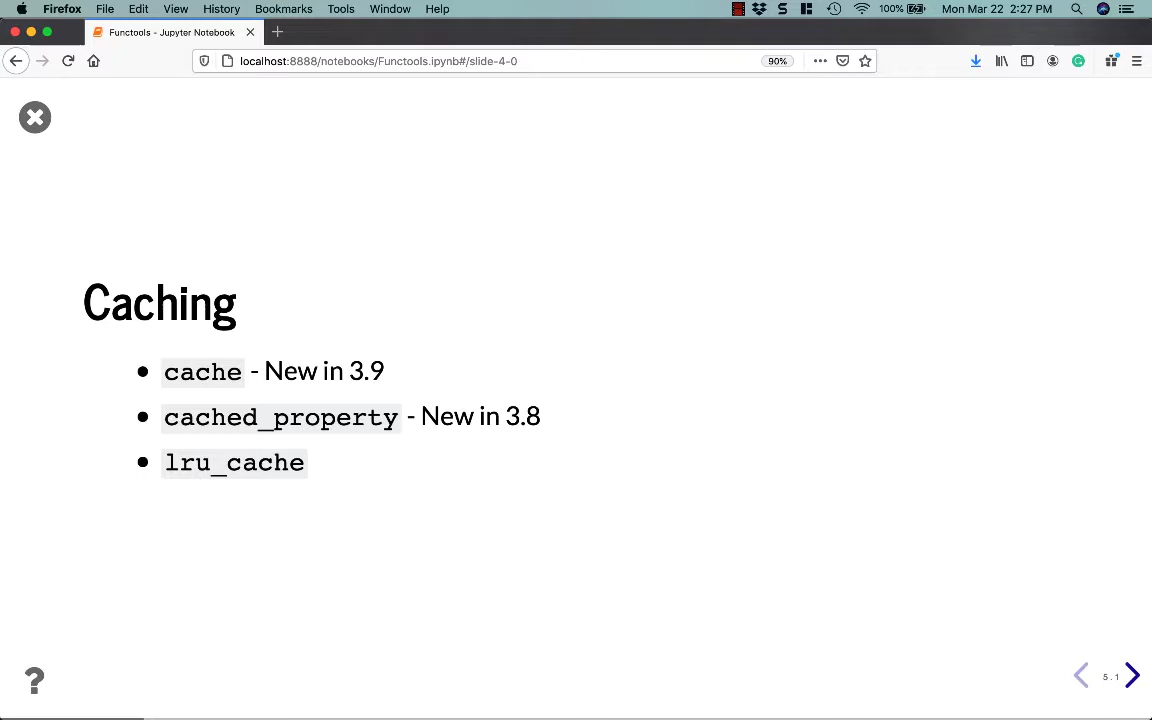 Firefox File Edit View History Bookmarks Tools Window Help 100% Mon Mar 22 2:27 PM
Functools - Jupyter Notebook
localhost:8888/notebooks/Functools.ipynb#/slide-4-0 90%
Caching
cache - New in 3.9
cached_property - New in 3.8
lru_cache
?
5.1